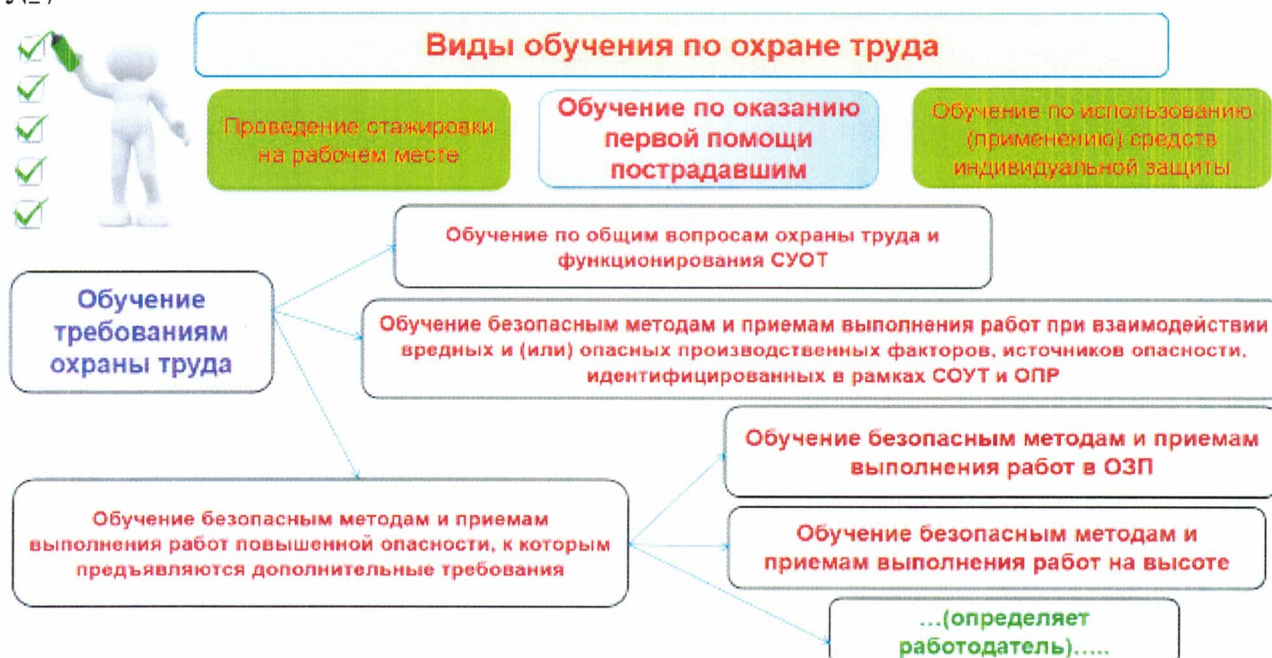 Виды обучения по охране труда
Проведение стажировки
на рабочем месте
Обучение по оказанию
первой помощи
пострадавшим
Обучение по использованию
(применению) средств
индивидуальной защиты
Обучение по общим вопросам охраны труда и
функционирования СУОТ
Обучение
требованиям
охраны труда
Обучение безопасным методам и приемам выполнения работ при взаимодействии
вредных и (или) опасных производственных факторов, источников опасности,
идентифицированных в рамках СОУТ и ОПР
Обучение безопасным методам и приемам
выполнения работ повышенной опасности, к которым
предъявляются дополнительные требования
Обучение безопасным методам и приемам
выполнения работ в ОЗП
Обучение безопасным методам и
приемам выполнения работ на высоте
...(определяет
работодатель).....